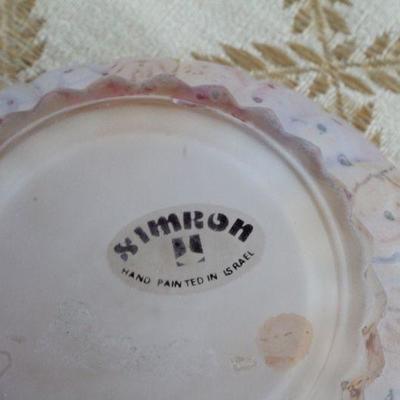 SIMRON
HAND PAINTED IN ISRAEL